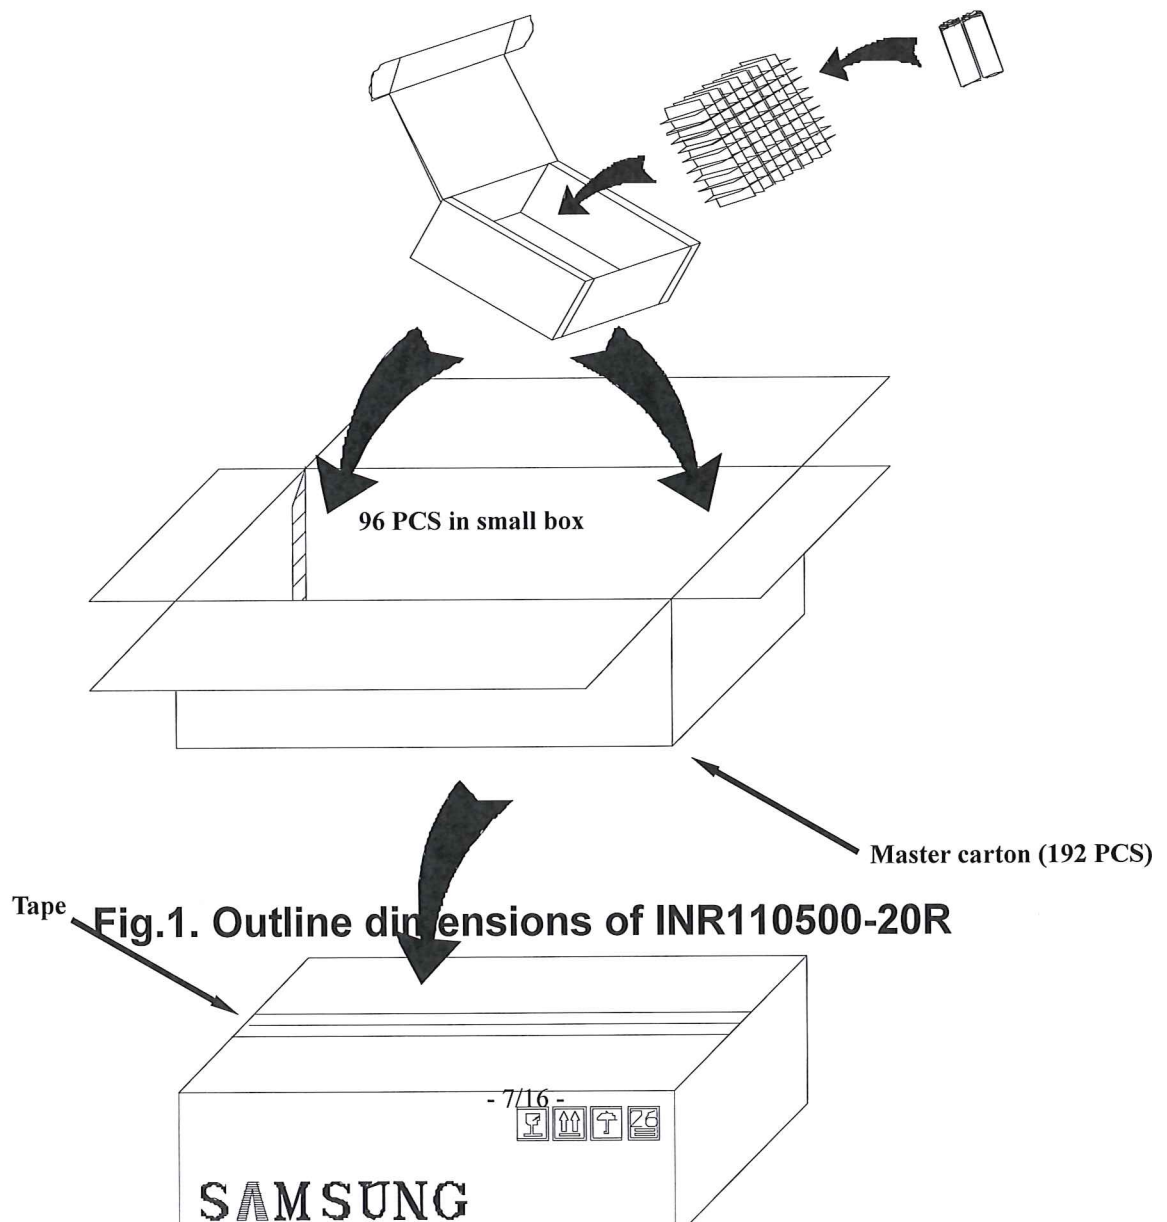 96 PCS in small box
Master carton (192 PCS)
Tape
Fig.1. Outline dimensions of INR110500-20R
- 7/16 -
26
SAMSUNG